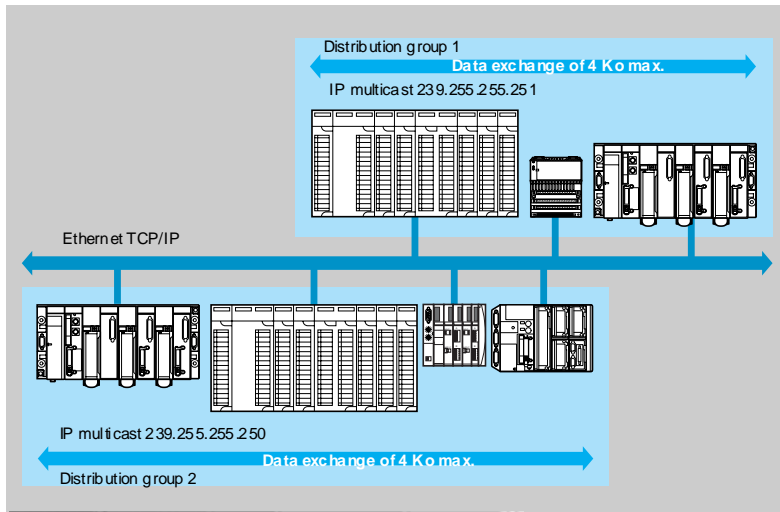 Distribution group 1
Data exchange of 4 Ko max.
IP multicast 239.255.255.251
Ethernet TCP/IP
IP multicast 239.255.255.250
Data exchange of 4 Ko max.
Distribution group 2